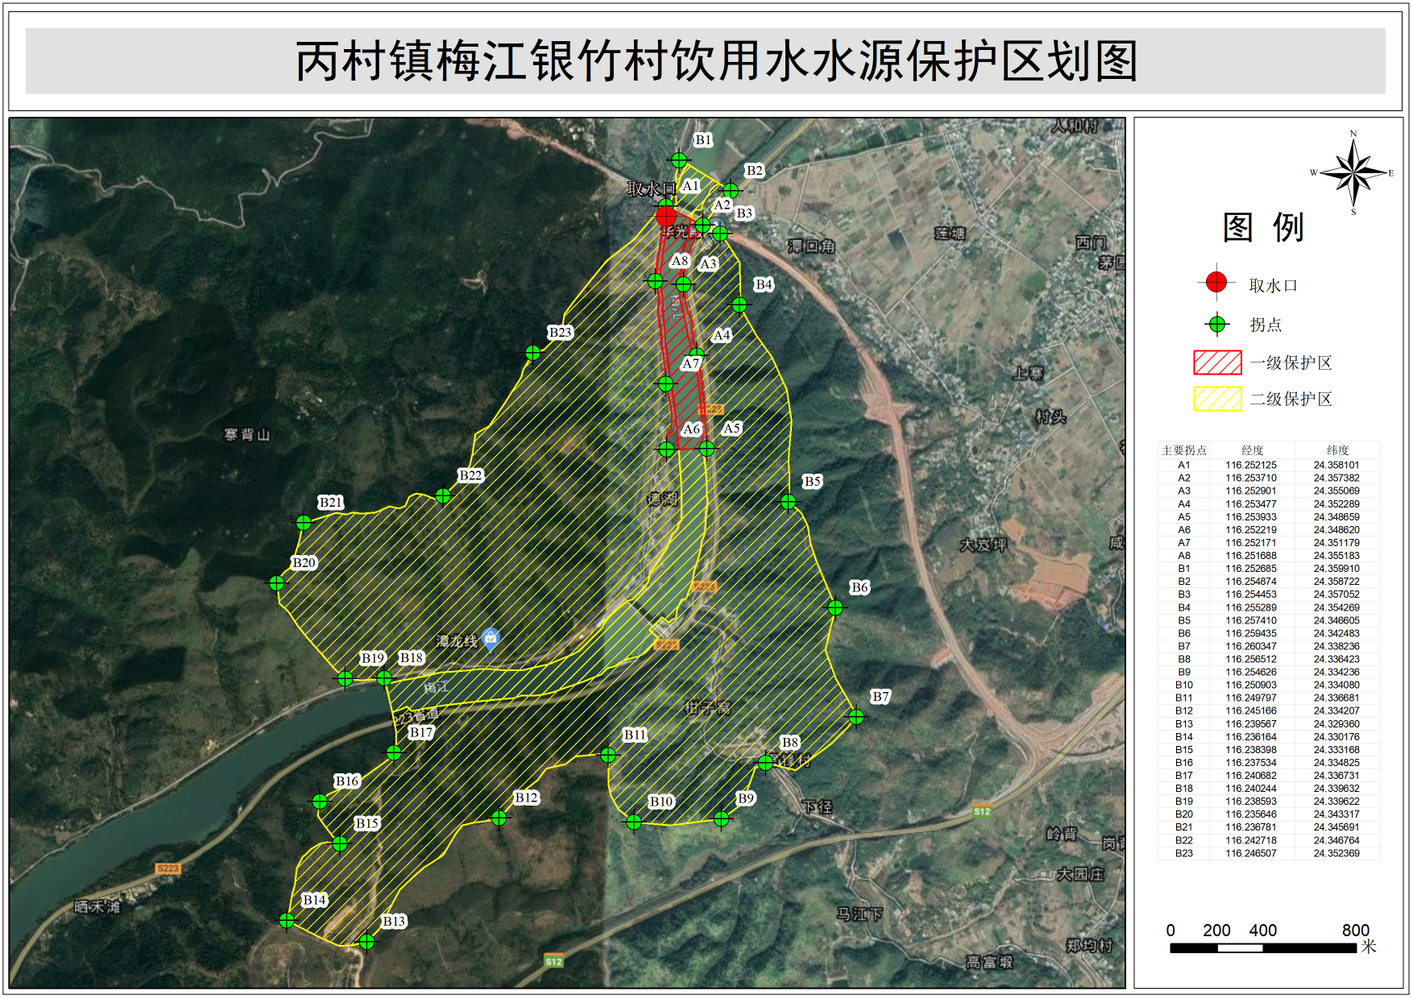 丙村镇梅江银竹村饮用水水源保护区划图
人和村
B1
B2
A1
取水口
A2
B3
潭口角
莲塘
西门
A8
A3
B4
B23
A4
A7
上寨
S223
村头
A6
A5
寨背山
B22
B5
B21
大岌坪
B20
S223
B6
漳龙线
S223
B19
B18
梅江
B7
柑子窝
B17
B11
B8
B16
下径
B10
B9
B12
S12
B15
岭背
S223
大园庄
晒禾滩
B14
B13
马江下
郑均村
S12
高富塅
N
W
E
S
图 例
取水口
拐点
一级保护区
二级保护区
主要拐点 经度 纬度
A1 116.252125 24.358101
A2 116.253710 24.357382
A3 116.252901 24.355069
A4 116.253477 24.352289
A5 116.253933 24.348659
A6 116.252219 24.348620
A7 116.252171 24.351179
A8 116.251688 24.355183
B1 116.252685 24.359910
B2 116.254874 24.358722
B3 116.254453 24.357052
B4 116.255289 24.354269
B5 116.257410 24.346605
B6 116.259435 24.342483
B7 116.260347 24.338236
B8 116.256512 24.336423
B9 116.254626 24.334236
B10 116.250903 24.334080
B11 116.249797 24.336681
B12 116.245166 24.334207
B13 116.239567 24.329360
B14 116.236164 24.330176
B15 116.238398 24.333168
B16 116.237534 24.334825
B17 116.240682 24.336731
B18 116.240244 24.339632
B19 116.238593 24.339622
B20 116.235646 24.343317
B21 116.236781 24.345691
B22 116.242718 24.346764
B23 116.246507 24.352369
0 200 400 800
米